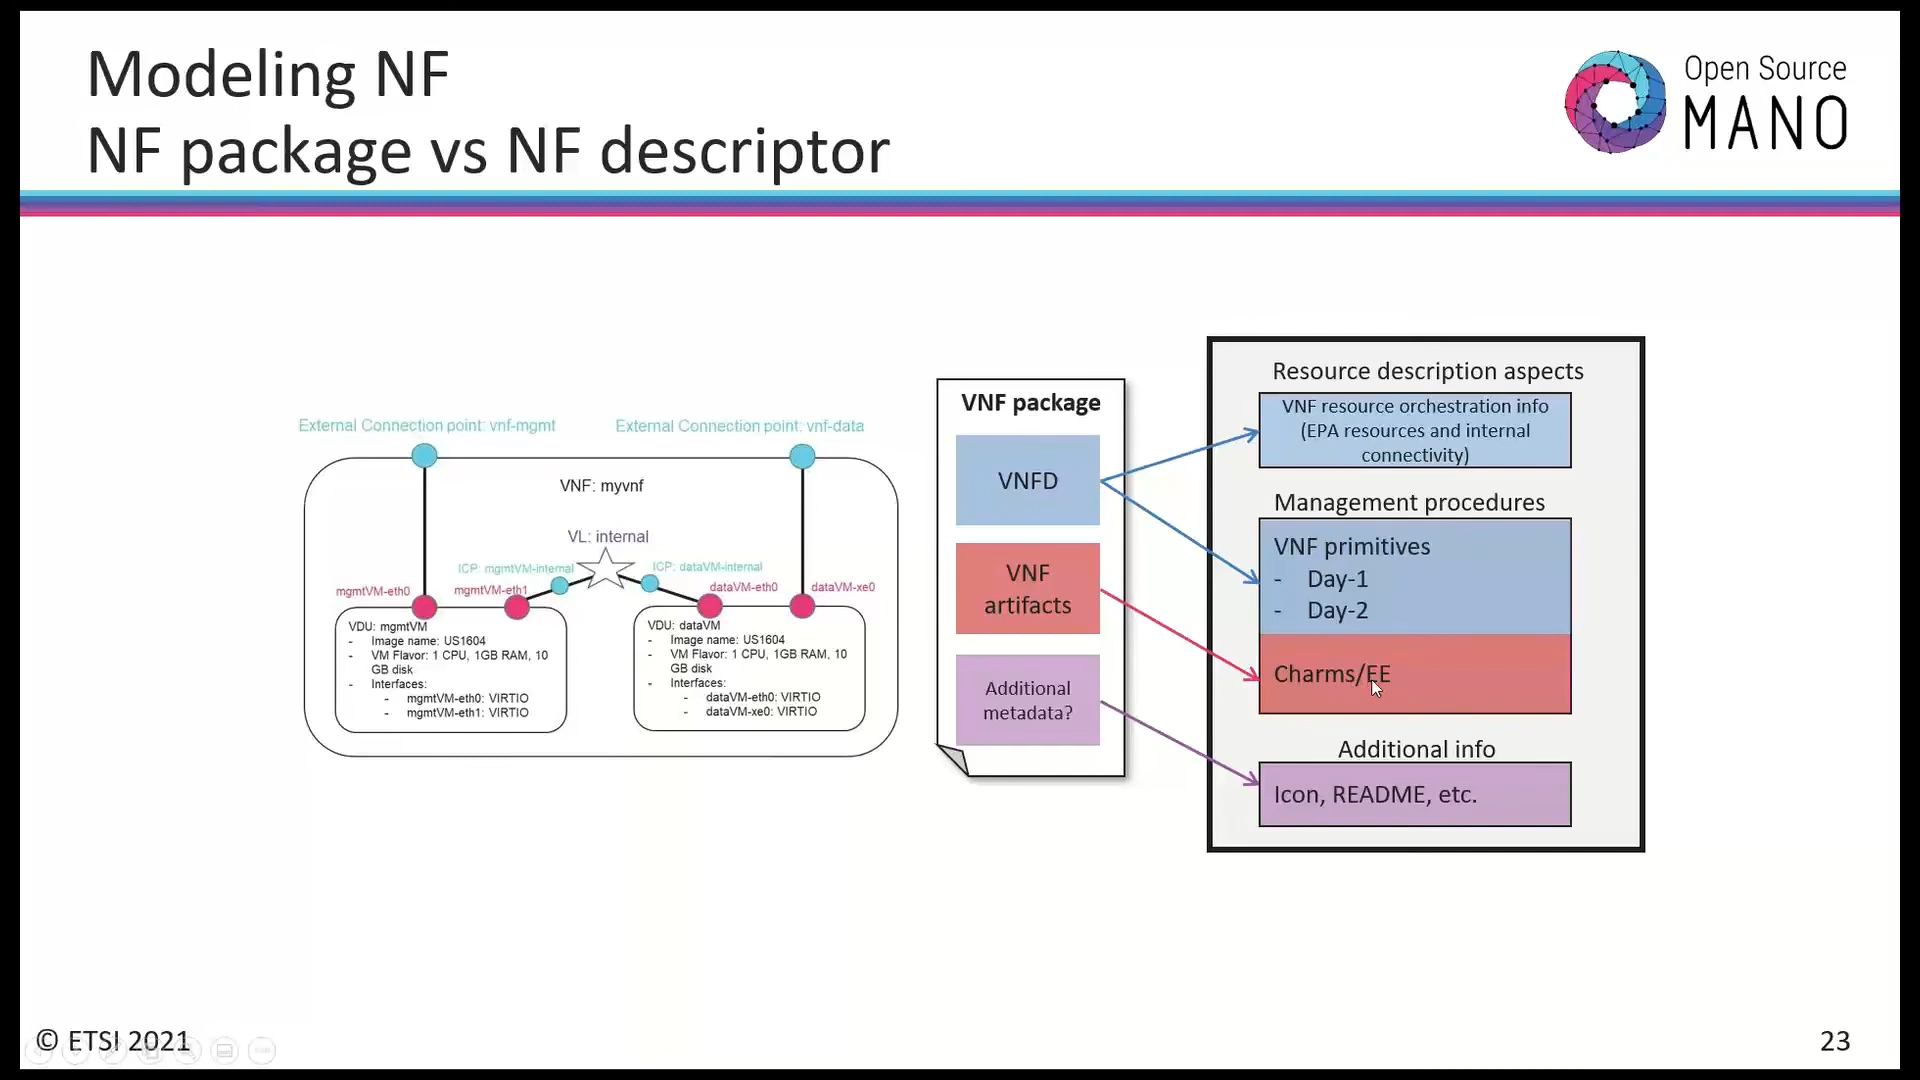 Modeling NF
NF package vs NF descriptor
Open Source
MANO
External Connection point: vnf-mgmt
External Connection point: vnf-data
VNF: myvnf
VL: internal
ICP: mgmtVM-internal
ICP: dataVM-internal
mgmtVM-eth0
mgmtVM-eth1
dataVM-eth0
dataVM-xe0
VDU: mgmtVM
- Image name: US1604
- VM Flavor: 1 CPU, 1GB RAM, 10
GB disk
- Interfaces:
- mgmtVM-eth0: VIRTIO
- mgmtVM-eth1: VIRTIO
VDU: dataVM
- Image name: US1604
- VM Flavor: 1 CPU, 1GB RAM, 10
GB disk
- Interfaces:
- dataVM-eth0: VIRTIO
- dataVM-xe0: VIRTIO
VNF package
VNFD
VNF
artifacts
Additional
metadata?
Resource description aspects
VNF resource orchestration info
(EPA resources and internal
connectivity)
Management procedures
VNF primitives
- Day-1
- Day-2
Charms/EE
Additional info
Icon, README, etc.
© ETSI 2021
23